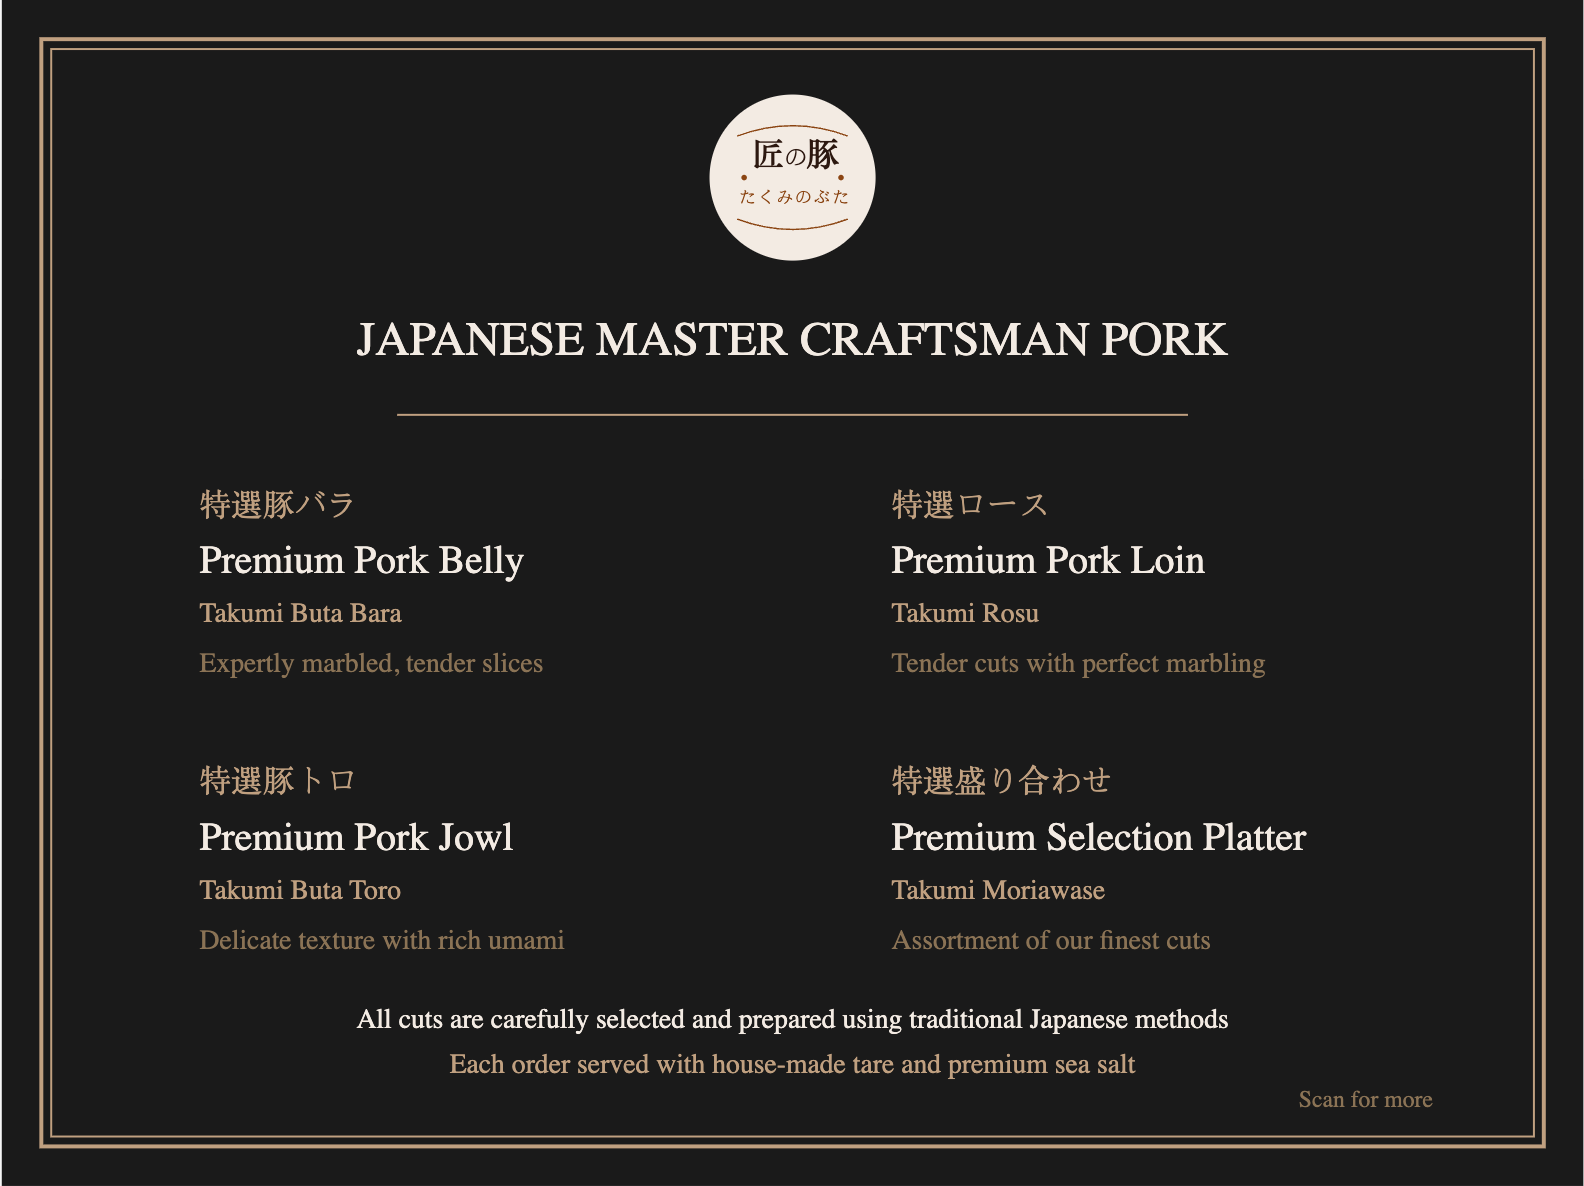 匠の豚
たくみのぶた
JAPANESE MASTER CRAFTSMAN PORK
特選豚バラ
Premium Pork Belly
Takumi Buta Bara
Expertly marbled, tender slices
特選ロース
Premium Pork Loin
Takumi Rosu
Tender cuts with perfect marbling
特選豚トロ
Premium Pork Jowl
Takumi Buta Toro
Delicate texture with rich umami
特選盛り合わせ
Premium Selection Platter
Takumi Moriawase
Assortment of our finest cuts
All cuts are carefully selected and prepared using traditional Japanese methods
Each order served with house-made tare and premium sea salt
Scan for more